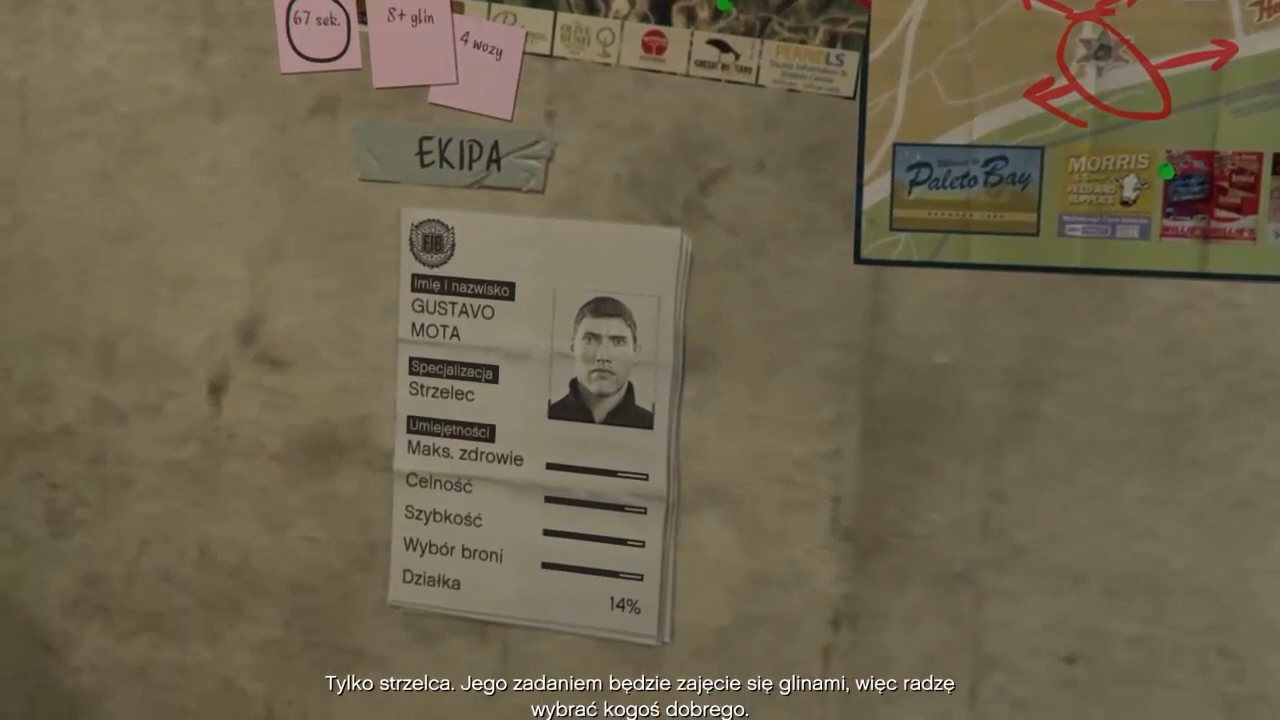 67 sek.
8+ glin
4 wozy
EKIPA
FIB
Imię i nazwisko
GUSTAVO
MOTA
Specjalizacja
Strzelec
Umiejętności
Maks. zdrowie
Celność
Szybkość
Wybór broni
Działka
14%
Paleto Bay
MORRIS
FEED AND
SUPPLIES
Tylko strzelca. Jego zadaniem będzie zajęcie się glinami, więc radzę
wybrać kogoś dobrego.